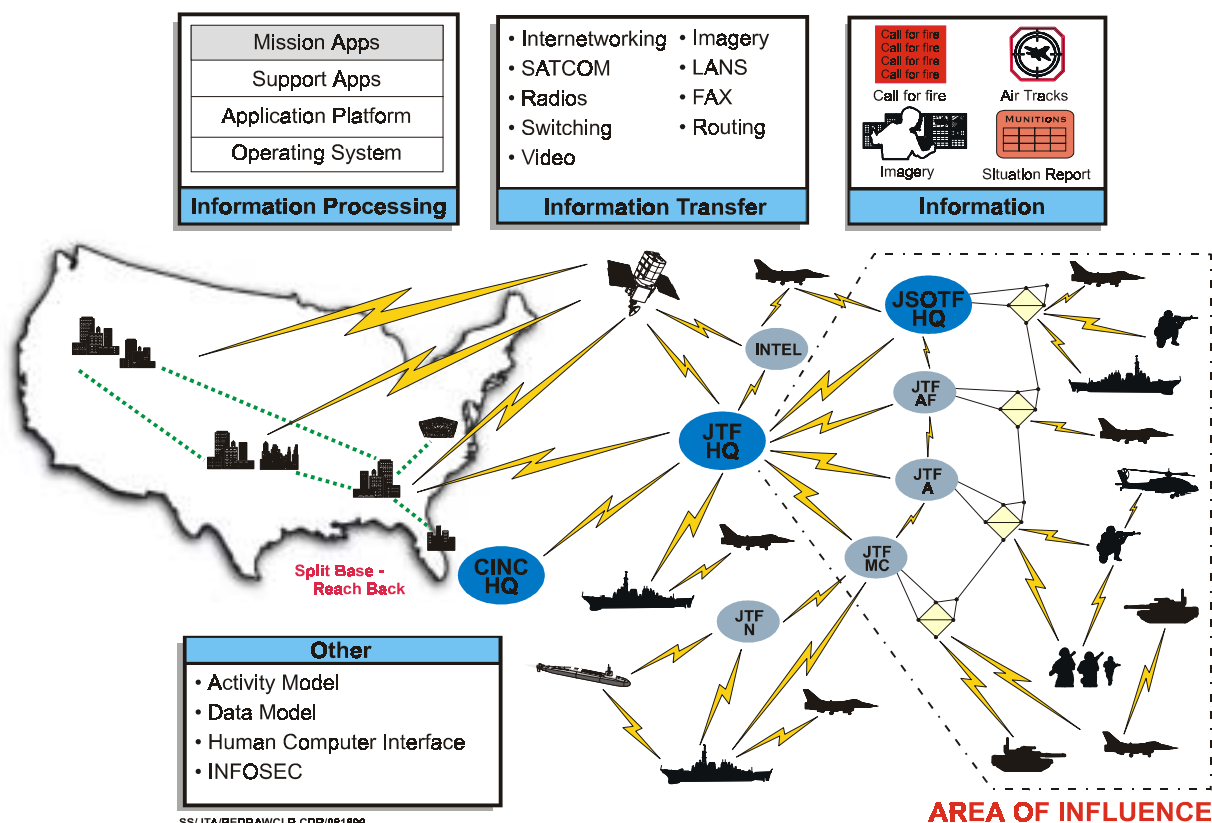 Mission Apps
Support Apps
Application Platform
Operating System
Information Processing
• Internetworking
• SATCOM
• Radios
• Switching
• Video
• Imagery
• LANS
• FAX
• Routing
Information Transfer
Call for fire
Call for fire
Call for fire
Call for fire
Call for fire
Air Tracks
MUNITIONS
Imagery
Situation Report
Information
JSOTF
HQ
INTEL
JTF
AF
JTF
HQ
JTF
A
JTF
MC
CINC
HQ
Split Base -
Reach Back
JTF
N
Other
• Activity Model
• Data Model
• Human Computer Interface
• INFOSEC
AREA OF INFLUENCE